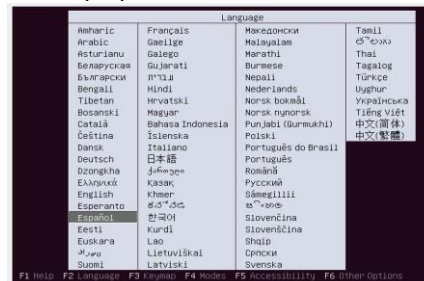 Language
Amharic
Arabic
Asturianu
Беларуская
Български
Bengali
Tibetan
Bosanski
Català
Čeština
Dansk
Deutsch
Dzongkha
Ελληνικά
English
Esperanto
Español
Eesti
Euskara
Suomi
Français
Gaeilge
Galego
Gujarati
עברית
Hindi
Hrvatski
Magyar
Bahasa Indonesia
Íslenska
Italiano
日本語
ქართული
Қазақ
Khmer
한국어
Kurdî
Lao
Lietuviškai
Latviski
Македонски
Malayalam
Marathi
Burmese
Nepali
Nederlands
Norsk bokmål
Norsk nynorsk
Punjabi (Gurmukhi)
Polski
Português do Brasil
Português
Română
Русский
Sámegillii
Slovenčina
Slovenščina
Shqip
Српски
Svenska
Tamil
Thai
Tagalog
Türkçe
Uyghur
Українська
Tiếng Việt
中文(简体)
中文(繁體)
F1 Help F2 Language F3 Keymap F4 Modes F5 Accessibility F6 Other Options